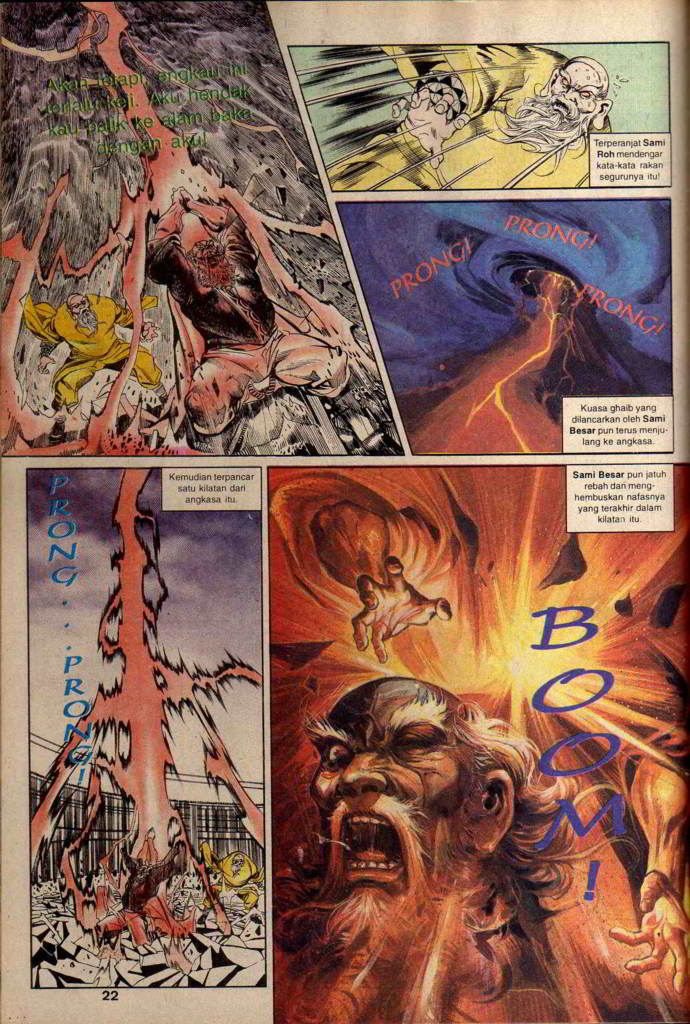 Akan tetapi, engkau ini
terlalu keji. Aku hendak
kau balik ke alam baka
dengan aku!
Terperanjat Sami
Roh mendengar
kata-kata rakan
segurunya itu!
PRONG!
PRONG!
PRONG!
Kuasa ghaib yang
dilancarkan oleh Sami
Besar pun terus menju-
lang ke angkasa.
Kemudian terpancar
satu kilatan dari
angkasa itu.
PRONG . . PRONG!
Sami Besar pun jatuh
rebah dan meng-
hembuskan nafasnya
yang terakhir dalam
kilatan itu.
BOOM!
22